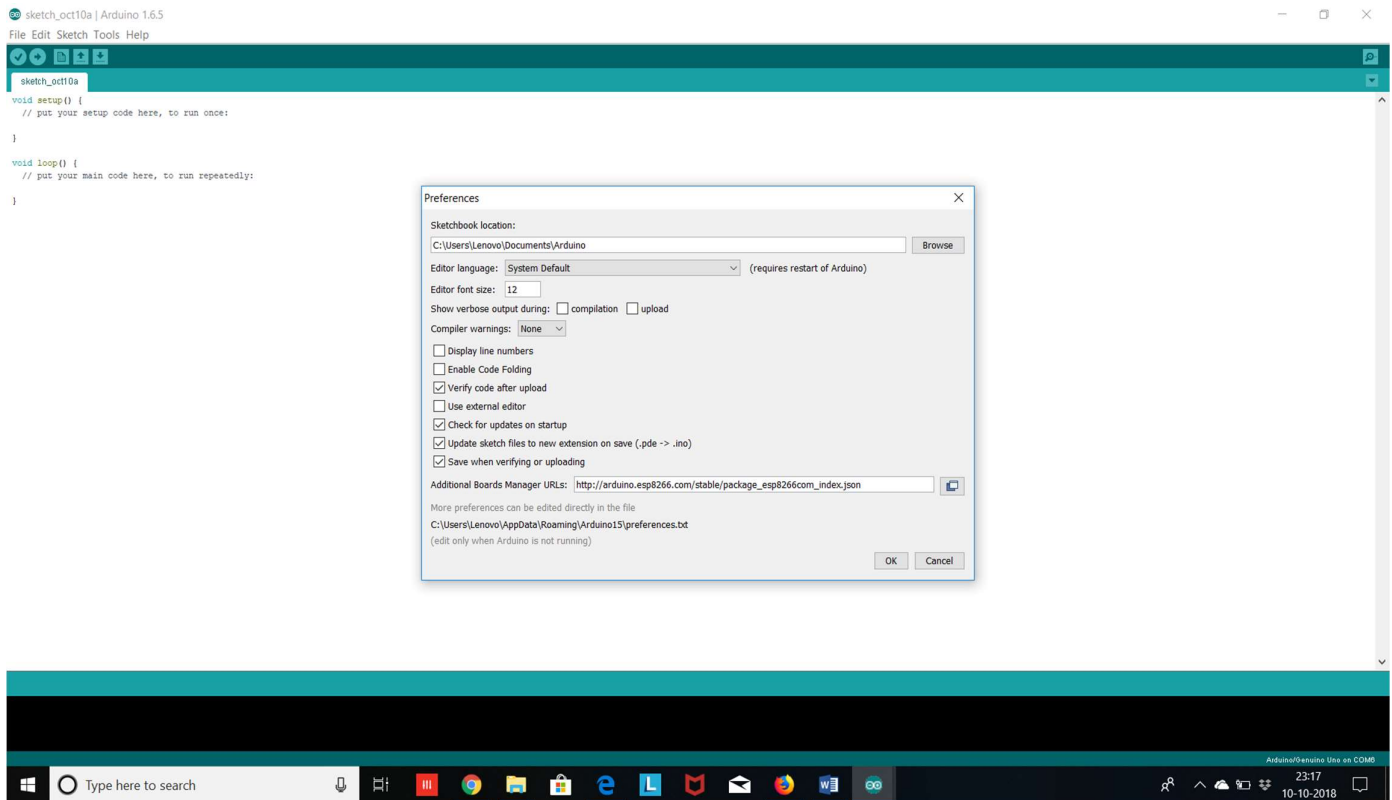 sketch_oct10a | Arduino 1.6.5
File Edit Sketch Tools Help
sketch_oct10a
void setup() {
// put your setup code here, to run once:
}
void loop() {
// put your main code here, to run repeatedly:
}
Preferences
Sketchbook location:
C:\Users\Lenovo\Documents\Arduino Browse
Editor language: System Default (requires restart of Arduino)
Editor font size: 12
Show verbose output during: compilation upload
Compiler warnings: None
Display line numbers
Enable Code Folding
Verify code after upload
Use external editor
Check for updates on startup
Update sketch files to new extension on save (.pde -> .ino)
Save when verifying or uploading
Additional Boards Manager URLs: http://arduino.esp8266.com/stable/package_esp8266com_index.json
More preferences can be edited directly in the file
C:\Users\Lenovo\AppData\Roaming\Arduino15\preferences.txt
(edit only when Arduino is not running)
OK Cancel
Arduino/Genuino Uno on COM6
Type here to search
23:17
10-10-2018